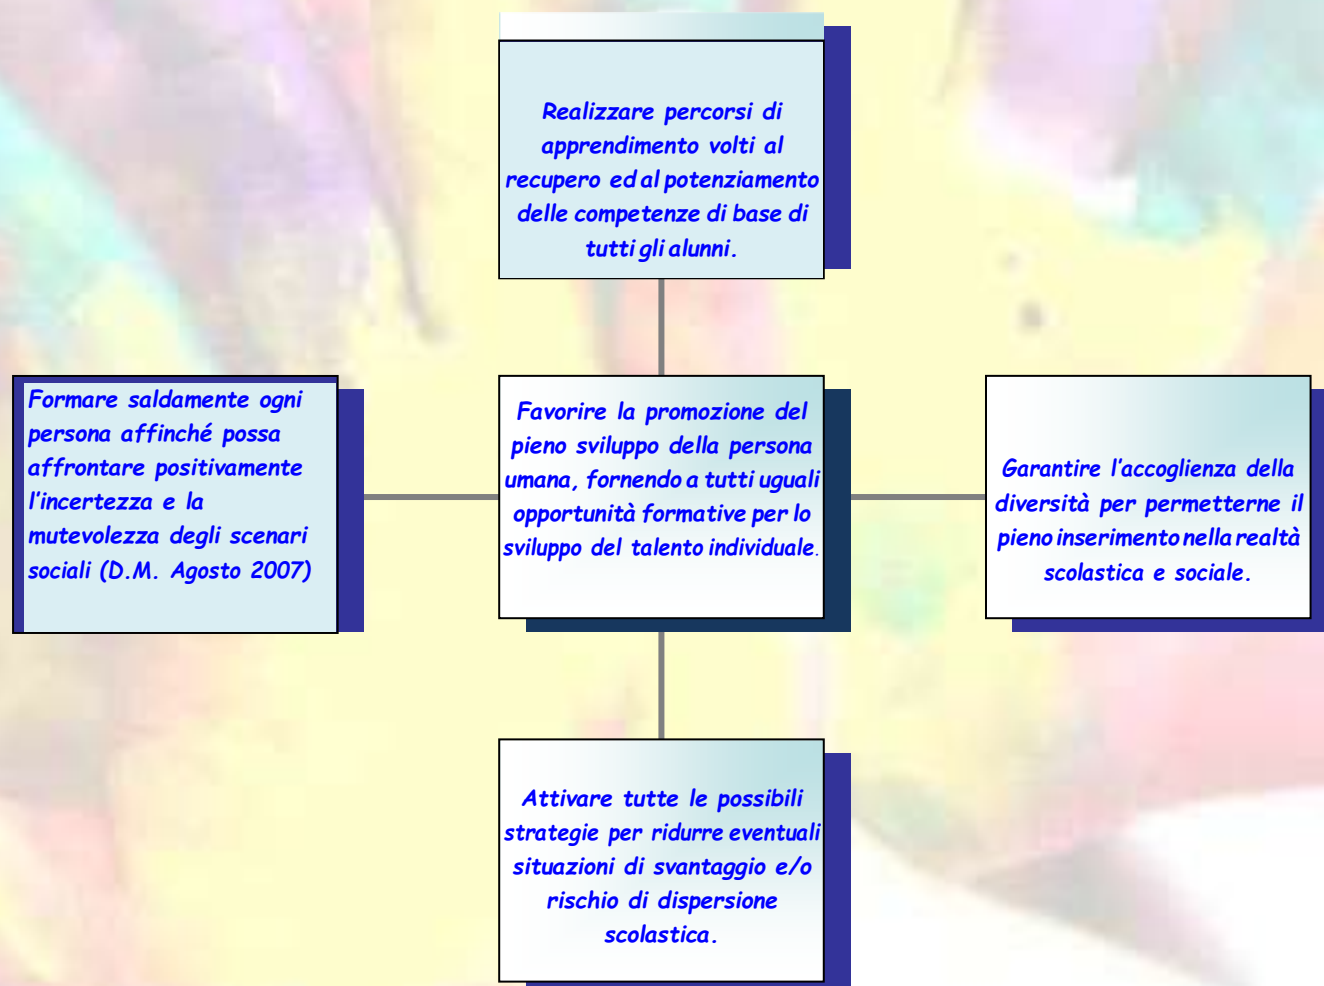 Realizzare percorsi di
apprendimento volti al
recupero ed al potenziamento
delle competenze di base di
tutti gli alunni.
Formare saldamente ogni
persona affinché possa
affrontare positivamente
l'incertezza e la
mutevolezza degli scenari
sociali (D.M. Agosto 2007)
Favorire la promozione del
pieno sviluppo della persona
umana, fornendo a tutti uguali
opportunità formative per lo
sviluppo del talento individuale.
Garantire l'accoglienza della
diversità per permetterne il
pieno inserimento nella realtà
scolastica e sociale.
Attivare tutte le possibili
strategie per ridurre eventuali
situazioni di svantaggio e/o
rischio di dispersione
scolastica.